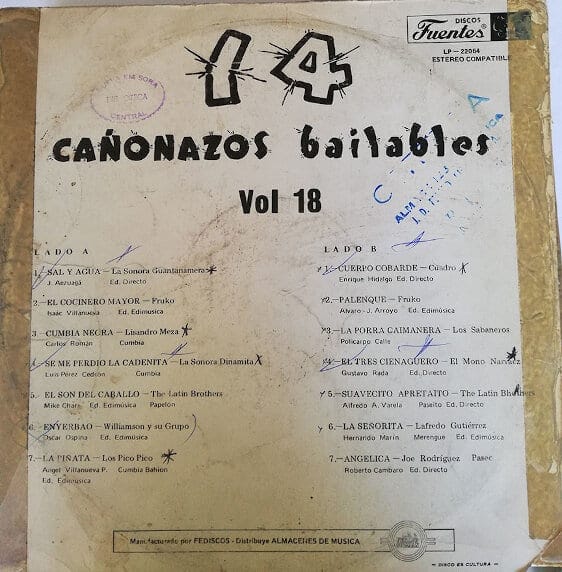 DISCOS
Fuentes
LP-22054
ESTEREO COMPATIBLE
14
CAÑONAZOS bailables
Vol 18
CENTRAL
ALM
LADO A
1.- SAL Y AGUA - La Sonora Guantanamera
J. Aezuagá Ed. Directo
2.- EL COCINERO MAYOR - Fruko
Isaac Villanueva Ed. Edimúsica
3.- CUMBIA NEGRA - Lisandro Meza
Carlos Román Cumbia
4.- SE ME PERDIO LA CADENITA - La Sonora Dinamita
Luis Pérez Cedrón Cumbia
5.- EL SON DEL CABALLO - The Latin Brothers
Mike Char Ed. Edimúsica Papelón
6.- ENYERBAO - Williamson y su Grupo
Oscar Ospina Ed. Edimúsica
7.- LA PIÑATA - Los Pico Pico
Angel Villanueva P. Cumbia Bahion
Ed. Edimúsica
LADO B
1.- CUERPO COBARDE - Cuadro
Enrique Hidalgo Ed. Directo
2.- PALENQUE - Fruko
Alvaro - J. Arroyo Ed. Edimúsica
3.- LA PORRA CAIMANERA - Los Sabaneros
Policarpo Calle
4.- EL TRES CIENAGUERO - El Mono Narváez
Gustavo Rada Ed. Directo
5.- SUAVECITO APRETAITO - The Latin Brothers
Alfredo A. Varela Paseito Ed. Directo
6.- LA SEÑORITA - Lafredo Gutiérrez
Hernando Marín Merengue Ed. Edimúsica
7.- ANGELICA - Joe Rodríguez Paseo
Roberto Cambaro Ed. Directo
Manufacturado por FEDISCOS - Distribuye ALMACENES DE MUSICA
- DISCO ES CULTURA -